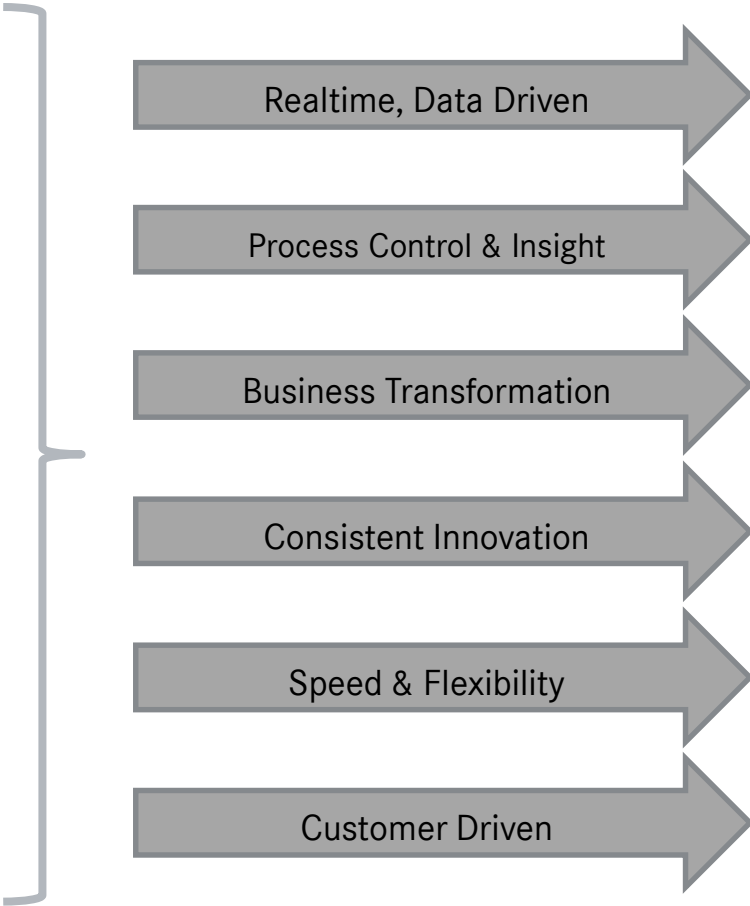 Realtime, Data Driven
Process Control & Insight
Business Transformation
Consistent Innovation
Speed & Flexibility
Customer Driven